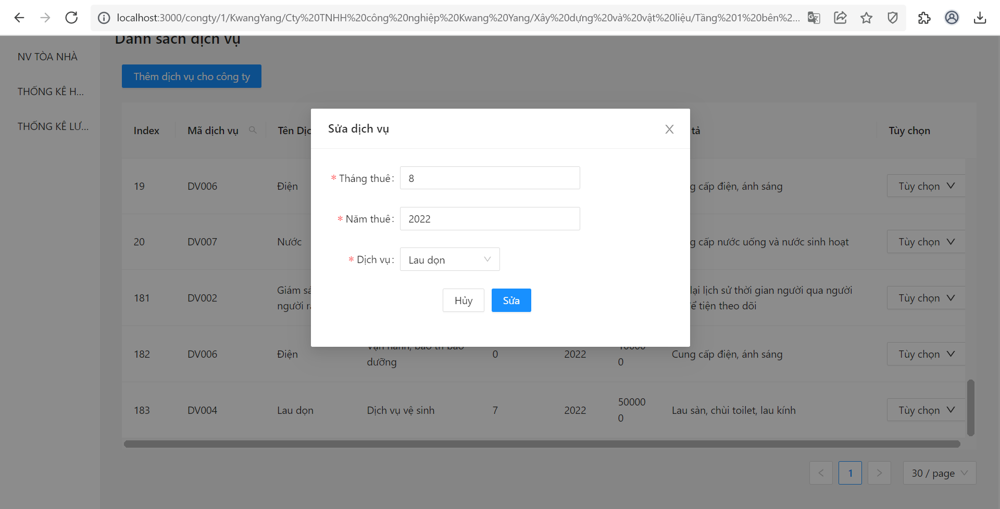 localhost:3000/congty/1/KwangYang/Cty%20TNHH%20công%20nghiệp%20Kwang%20Yang/Xây%20dựng%20và%20vật%20liệu/Tầng%201%20bên%2...
Danh sách dịch vụ
NV TÒA NHÀ
THỐNG KÊ H...
THỐNG KÊ LƯ...
Thêm dịch vụ cho công ty
Index Mã dịch vụ Tên Dịc tả Tùy chọn
Sửa dịch vụ
* Tháng thuê: 8
* Năm thuê: 2022
* Dịch vụ: Lau dọn
Hủy Sửa
19 DV006 Điện g cấp điện, ánh sáng Tùy chọn
20 DV007 Nước g cấp nước uống và nước sinh hoạt Tùy chọn
181 DV002 Giám sá lại lịch sử thời gian người qua người Tùy chọn
người ra ể tiện theo dõi
182 DV006 Điện Vận hành, bảo trì bảo 0 2022 10000 Cung cấp điện, ánh sáng Tùy chọn
dưỡng 0
183 DV004 Lau dọn Dịch vụ vệ sinh 7 2022 50000 Lau sàn, chùi toilet, lau kính Tùy chọn
0
1 30 / page